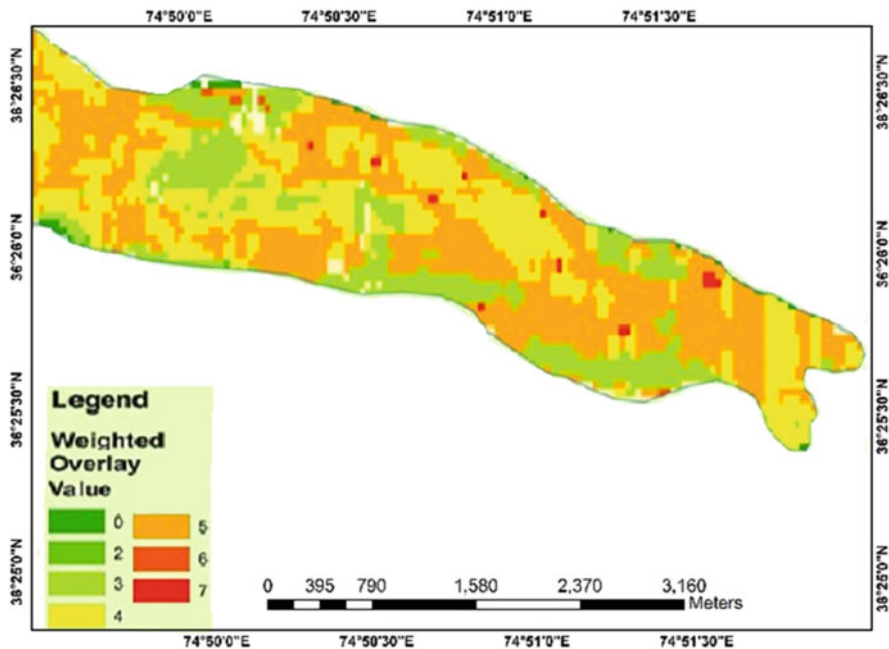 74°50'0"E 74°50'30"E 74°51'0"E 74°51'30"E
38°26'30"N 38°26'30"N
36°26'0"N 38°26'0"N
36°25'30"N 36°25'30"N
38°25'0"N 38°25'0"N
Legend
Weighted
Overlay
Value
0 5
2 6
3 7
4
0 395 790 1,580 2,370 3,160
Meters
74°50'0"E 74°50'30"E 74°51'0"E 74°51'30"E